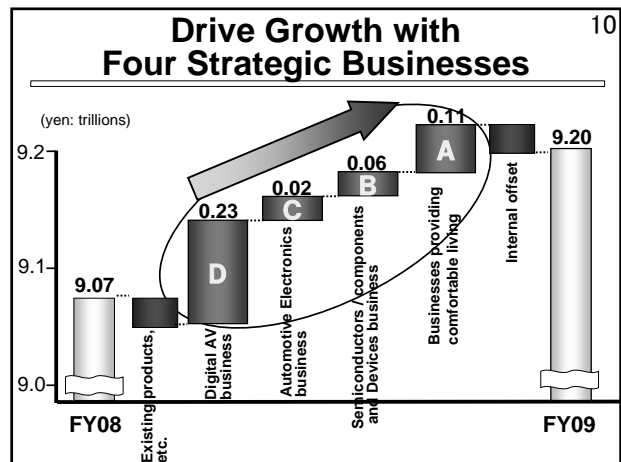 Drive Growth with
Four Strategic Businesses
10
(yen: trillions)
9.2
9.1
9.0
9.07
0.23
0.02
0.06
0.11
9.20
D
C
B
A
Existing products,
etc.
Digital AV
business
Automotive Electronics
business
Semiconductors / components
and Devices business
Businesses providing
comfortable living
Internal offset
FY08
FY09